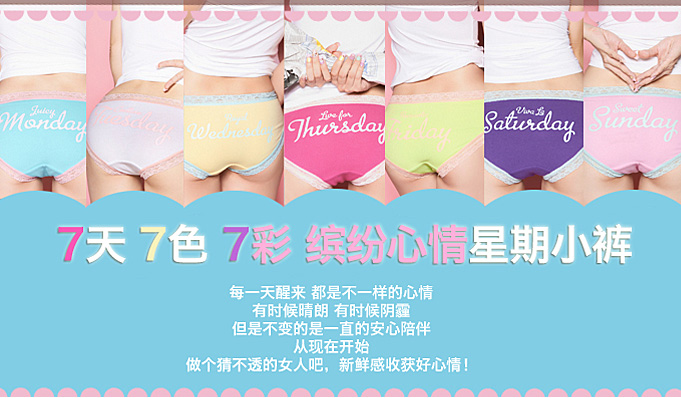 Juicy
Monday
Wednesday
Live for
Thursday
Viva La
Saturday
Sweet
Sunday
7天 7色 7彩 缤纷心情星期小裤
每一天醒来 都是不一样的心情
有时候晴朗 有时候阴霾
但是不变的是一直的安心陪伴
从现在开始
做个猜不透的女人吧，新鲜感收获好心情！